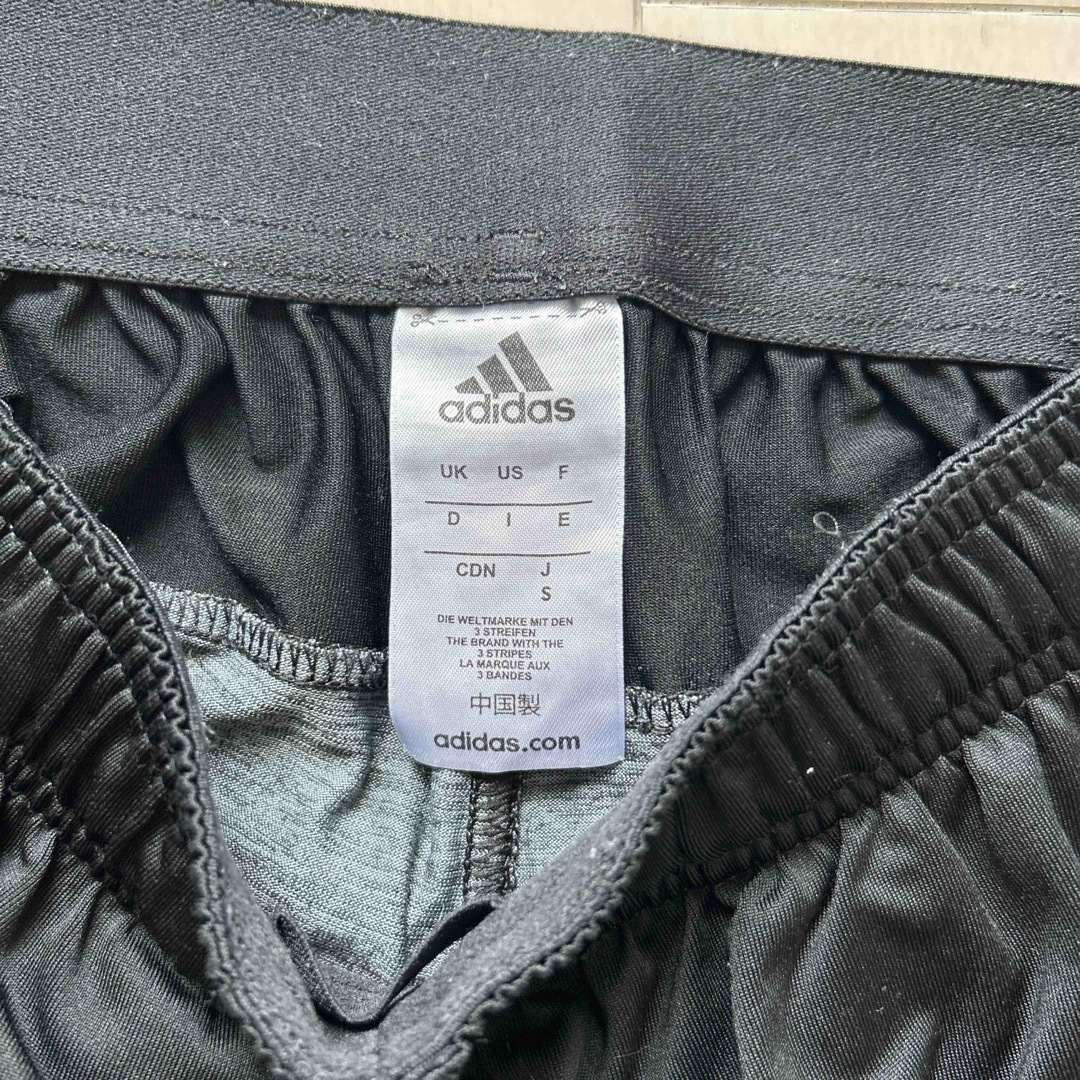 adidas
UK US F
D I E
CDN J
S
DIE WELTMARKE MIT DEN
3 STREIFEN
THE BRAND WITH THE
3 STRIPES
LA MARQUE AUX
3 BANDES
中国製
adidas.com